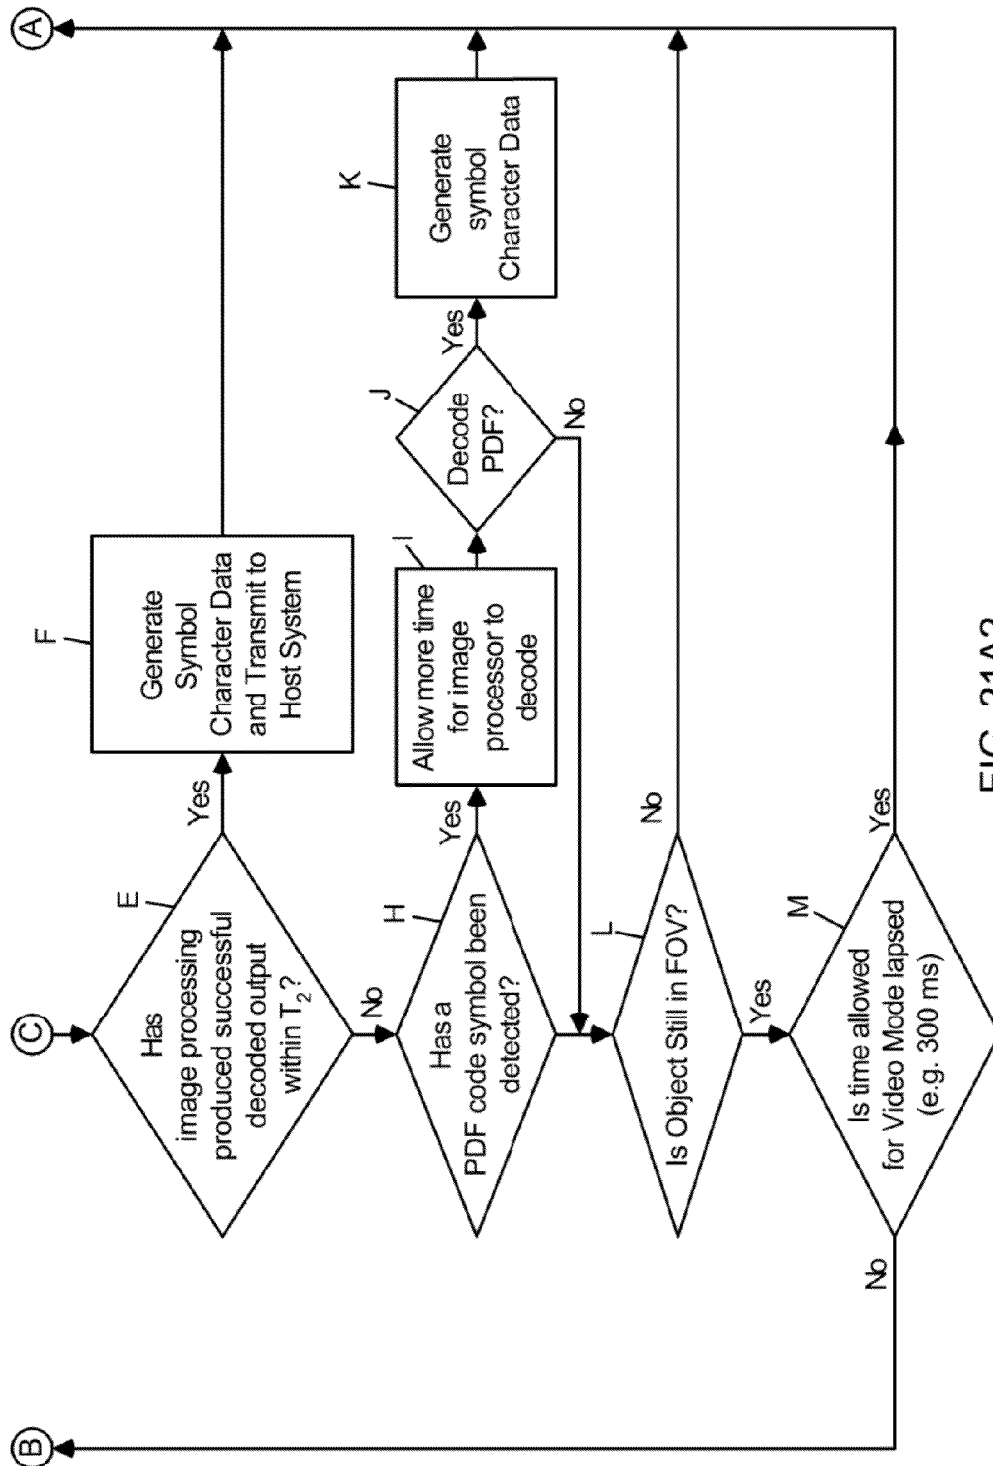 A
C
B
E
Has
image processing
produced successful
decoded output
within T2?
Yes
No
F
Generate
Symbol
Character Data
and Transmit to
Host System
H
Has a
PDF code symbol been
detected?
Yes
I
Allow more time
for image
processor to
decode
J
Decode
PDF?
Yes
No
K
Generate
symbol
Character Data
L
Is Object Still in FOV?
No
Yes
M
Is time allowed
for Video Mode lapsed
(e.g. 300 ms)
Yes
No